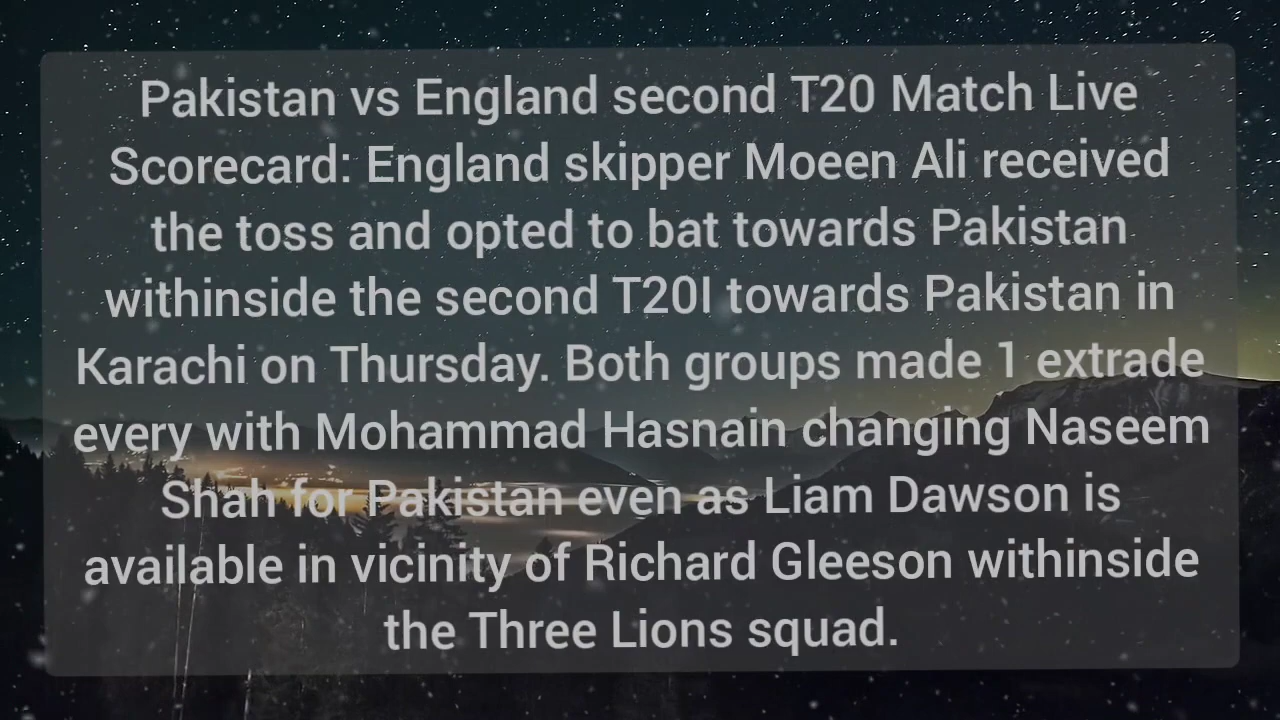 Pakistan vs England second T20 Match Live
Scorecard: England skipper Moeen Ali received
the toss and opted to bat towards Pakistan
withinside the second T20I towards Pakistan in
Karachi on Thursday. Both groups made 1 extrade
every with Mohammad Hasnain changing Naseem
Shah for Pakistan even as Liam Dawson is
available in vicinity of Richard Gleeson withinside
the Three Lions squad.